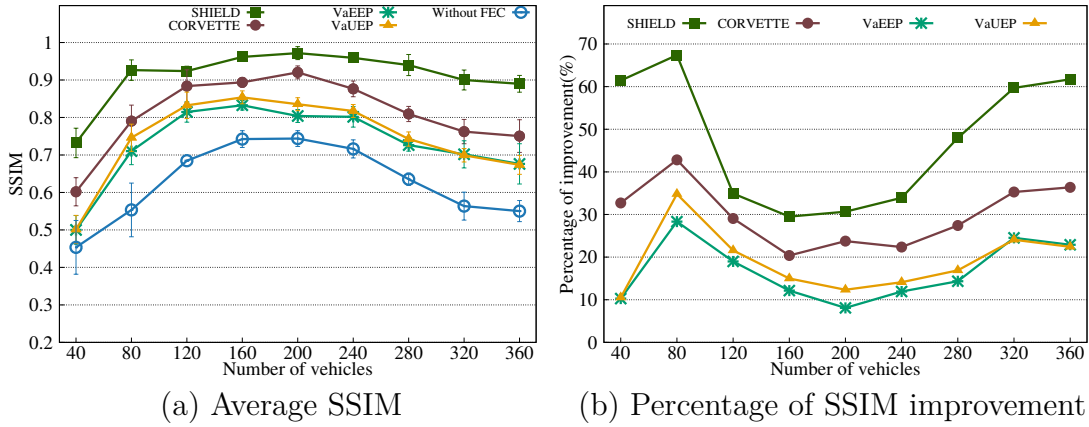 SHIELD
CORVETTE
VaEEP
VaUEP
Without FEC
SSIM
1
0.9
0.8
0.7
0.6
0.5
0.4
0.3
0.2
40 80 120 160 200 240 280 320 360
Number of vehicles
(a) Average SSIM
SHIELD CORVETTE VaEEP VaUEP
Percentage of improvement(%)
70
60
50
40
30
20
10
0
40 80 120 160 200 240 280 320 360
Number of vehicles
(b) Percentage of SSIM improvement